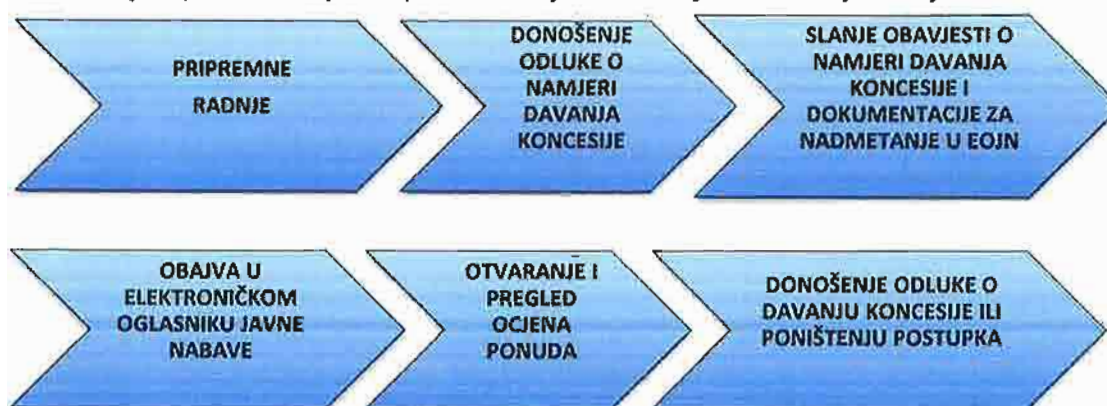 PRIPREMNE
RADNJE
DONOŠENJE
ODLUKE O
NAMJERI
DAVANJA
KONCESIJE
SLANJE OBAVJESTI O
NAMJERI DAVANJA
KONCESIJE I
DOKUMENTACIJE ZA
NADMETANJE U EOJN
OBAJVA U
ELEKTRONIČKOM
OGLASNIKU JAVNE
NABAVE
OTVARANJE I
PREGLED
OCJENA
PONUDA
DONOŠENJE ODLUKE O
DAVANJU KONCESIJE ILI
PONIŠTENJU POSTUPKA